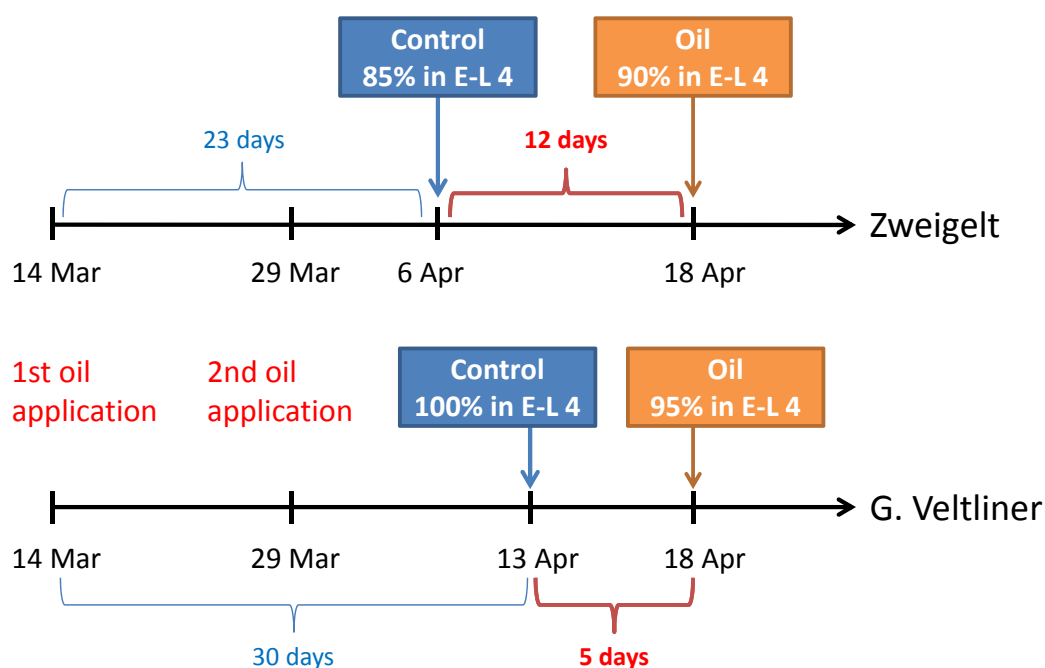 Control
85% in E-L 4
Oil
90% in E-L 4
23 days
12 days
Zweigelt
14 Mar
29 Mar
6 Apr
18 Apr
1st oil
application
2nd oil
application
Control
100% in E-L 4
Oil
95% in E-L 4
G. Veltliner
14 Mar
29 Mar
13 Apr
18 Apr
30 days
5 days